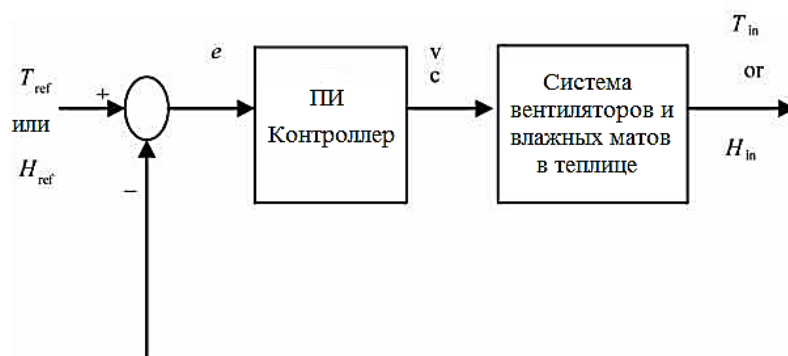 T_ref
или
H_ref
+
−
e
ПИ
Контроллер
v
c
Система
вентиляторов и
влажных матов
в теплице
T_in
or
H_in